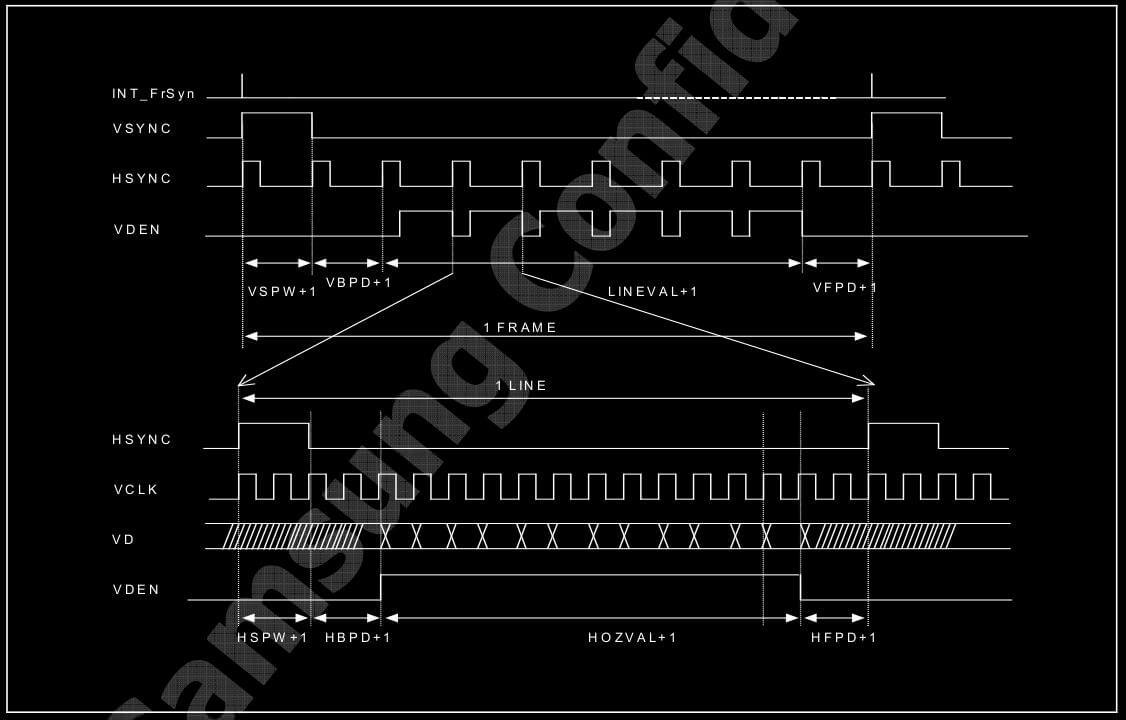 INT_FrSyn
VSYNC
HSYNC
VDEN
VSPW+1
VBPD+1
LINEVAL+1
VFPD+1
1 FRAME
1 LINE
HSYNC
VCLK
VD
VDEN
HSPW+1
HBPD+1
HOZVAL+1
HFPD+1
Samsung Confid